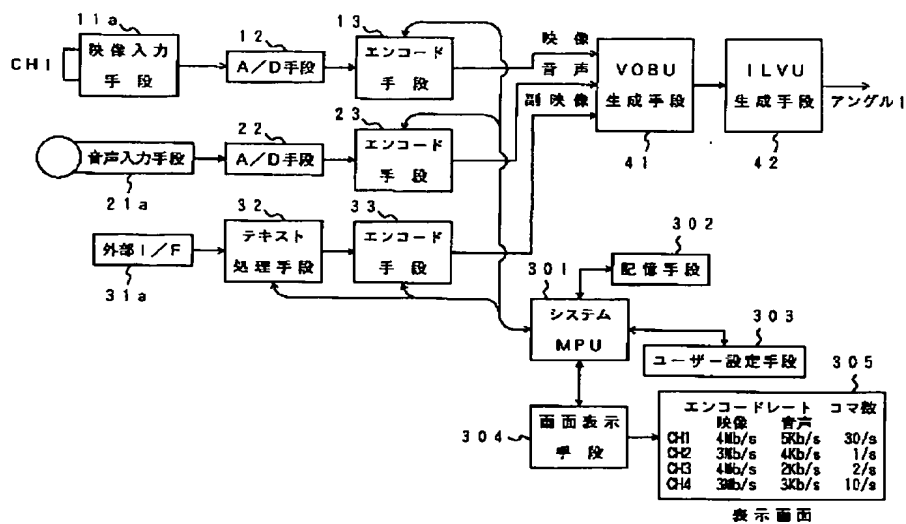 11a
映像入力
手段
CH1
12
A/D手段
13
エンコード
手段
映像
音声
副映像
VOBU
生成手段
41
ILVU
生成手段
42
アングル1
音声入力手段
21a
22
A/D手段
23
エンコード
手段
外部I/F
31a
32
テキスト
処理手段
33
エンコード
手段
301
システム
MPU
302
記憶手段
303
ユーザー設定手段
304
画面表示
手段
305
エンコードレート コマ数
映像 音声
CH1 4Mb/s 5Kb/s 30/s
CH2 3Mb/s 4Kb/s 1/s
CH3 4Mb/s 2Kb/s 2/s
CH4 3Mb/s 3Kb/s 10/s
表示画面